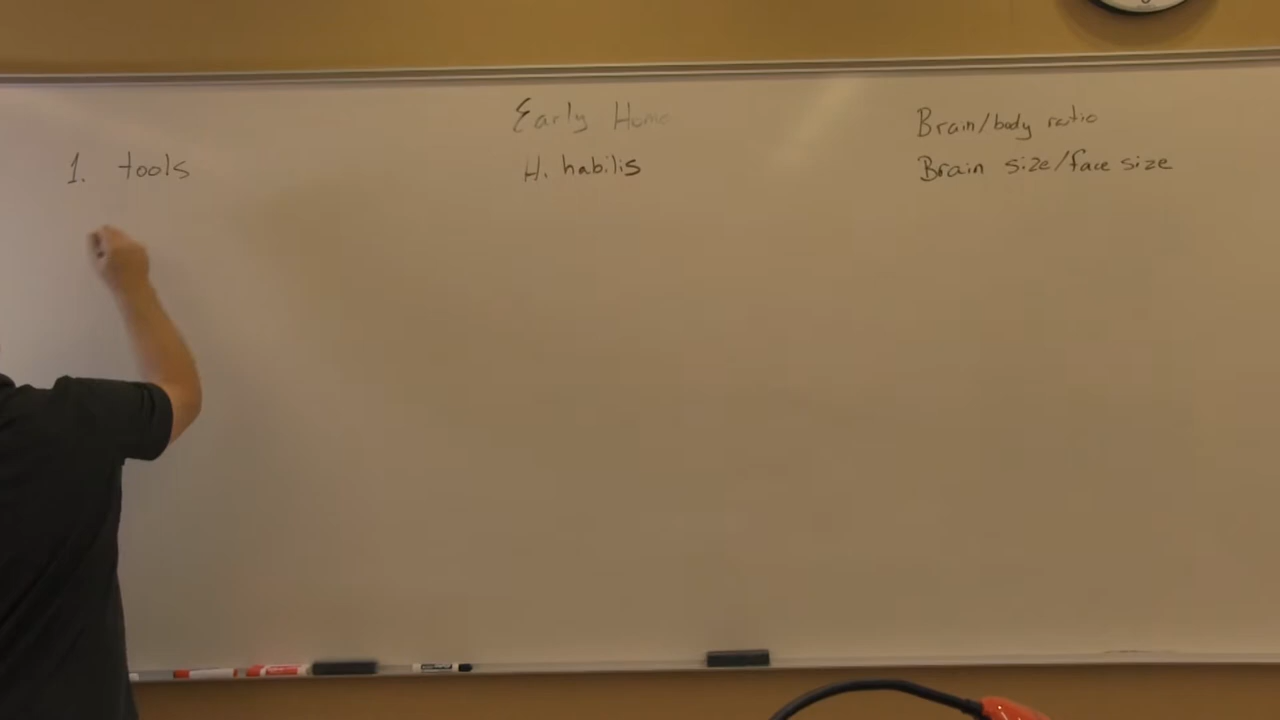 Early Homo
1. tools
H. habilis
Brain/body ratio
Brain size/face size